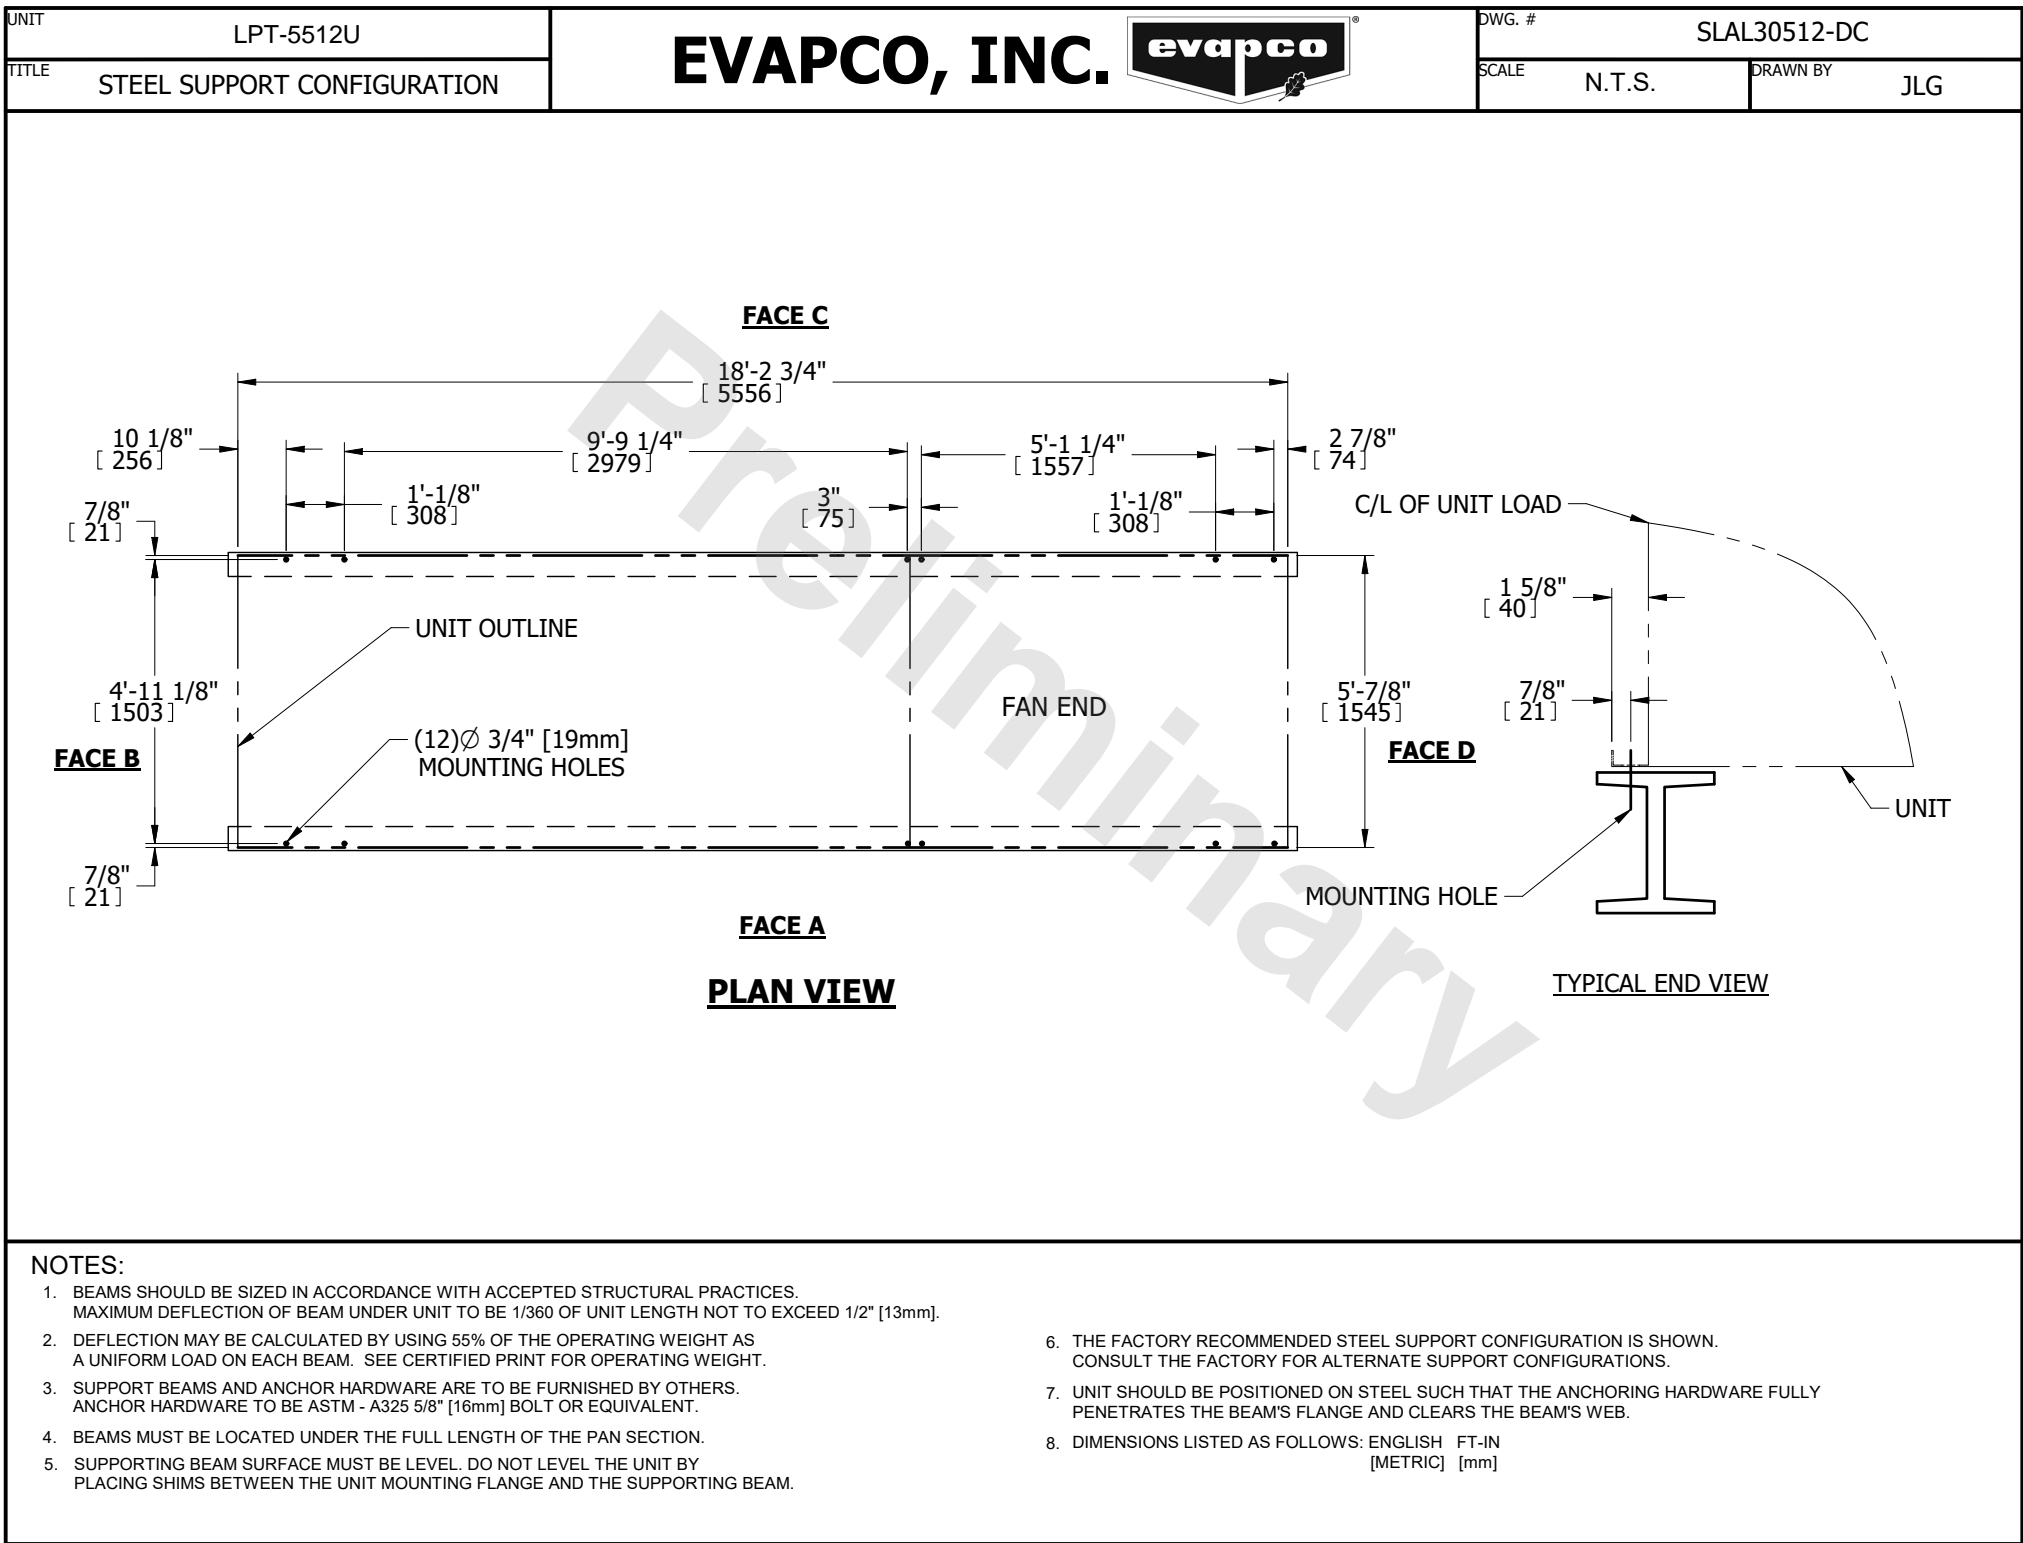 UNIT
LPT-5512U
TITLE
STEEL SUPPORT CONFIGURATION
EVAPCO, INC.
evapco®
DWG. #
SLAL30512-DC
SCALE
N.T.S.
DRAWN BY
JLG
FACE C
18'-2 3/4"
[ 5556 ]
10 1/8"
[ 256 ]
9'-9 1/4"
[ 2979 ]
5'-1 1/4"
[ 1557 ]
2 7/8"
[ 74 ]
7/8"
[ 21 ]
1'-1/8"
[ 308 ]
3"
[ 75 ]
1'-1/8"
[ 308 ]
C/L OF UNIT LOAD
1 5/8"
[ 40 ]
UNIT OUTLINE
4'-11 1/8"
[ 1503 ]
FAN END
5'-7/8"
[ 1545 ]
7/8"
[ 21 ]
FACE B
(12)Ø 3/4" [19mm]
MOUNTING HOLES
FACE D
UNIT
7/8"
[ 21 ]
MOUNTING HOLE
FACE A
PLAN VIEW
TYPICAL END VIEW
Preliminary
NOTES:
1. BEAMS SHOULD BE SIZED IN ACCORDANCE WITH ACCEPTED STRUCTURAL PRACTICES.
MAXIMUM DEFLECTION OF BEAM UNDER UNIT TO BE 1/360 OF UNIT LENGTH NOT TO EXCEED 1/2" [13mm].
2. DEFLECTION MAY BE CALCULATED BY USING 55% OF THE OPERATING WEIGHT AS
A UNIFORM LOAD ON EACH BEAM. SEE CERTIFIED PRINT FOR OPERATING WEIGHT.
3. SUPPORT BEAMS AND ANCHOR HARDWARE ARE TO BE FURNISHED BY OTHERS.
ANCHOR HARDWARE TO BE ASTM - A325 5/8" [16mm] BOLT OR EQUIVALENT.
4. BEAMS MUST BE LOCATED UNDER THE FULL LENGTH OF THE PAN SECTION.
5. SUPPORTING BEAM SURFACE MUST BE LEVEL. DO NOT LEVEL THE UNIT BY
PLACING SHIMS BETWEEN THE UNIT MOUNTING FLANGE AND THE SUPPORTING BEAM.
6. THE FACTORY RECOMMENDED STEEL SUPPORT CONFIGURATION IS SHOWN.
CONSULT THE FACTORY FOR ALTERNATE SUPPORT CONFIGURATIONS.
7. UNIT SHOULD BE POSITIONED ON STEEL SUCH THAT THE ANCHORING HARDWARE FULLY
PENETRATES THE BEAM'S FLANGE AND CLEARS THE BEAM'S WEB.
8. DIMENSIONS LISTED AS FOLLOWS: ENGLISH FT-IN
[METRIC] [mm]